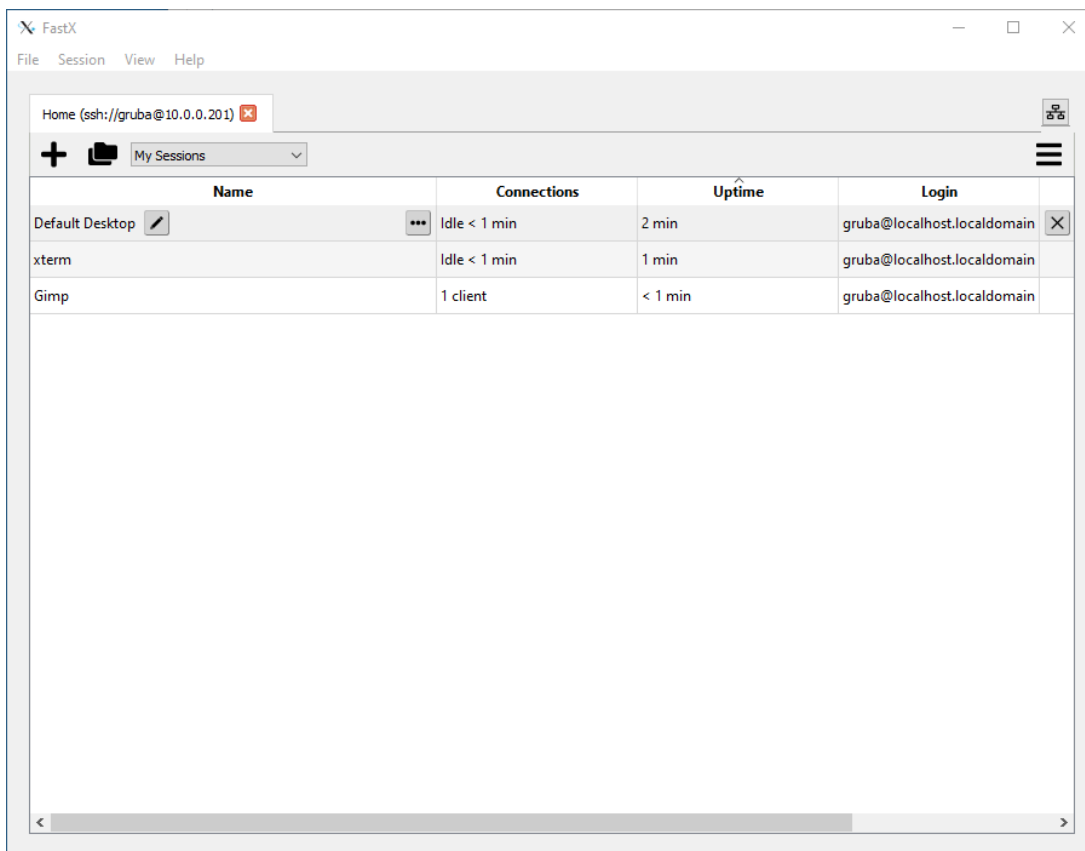 FastX
File Session View Help
Home (ssh://gruba@10.0.0.201)
My Sessions
Name Connections Uptime Login
Default Desktop Idle < 1 min 2 min gruba@localhost.localdomain
xterm Idle < 1 min 1 min gruba@localhost.localdomain
Gimp 1 client < 1 min gruba@localhost.localdomain